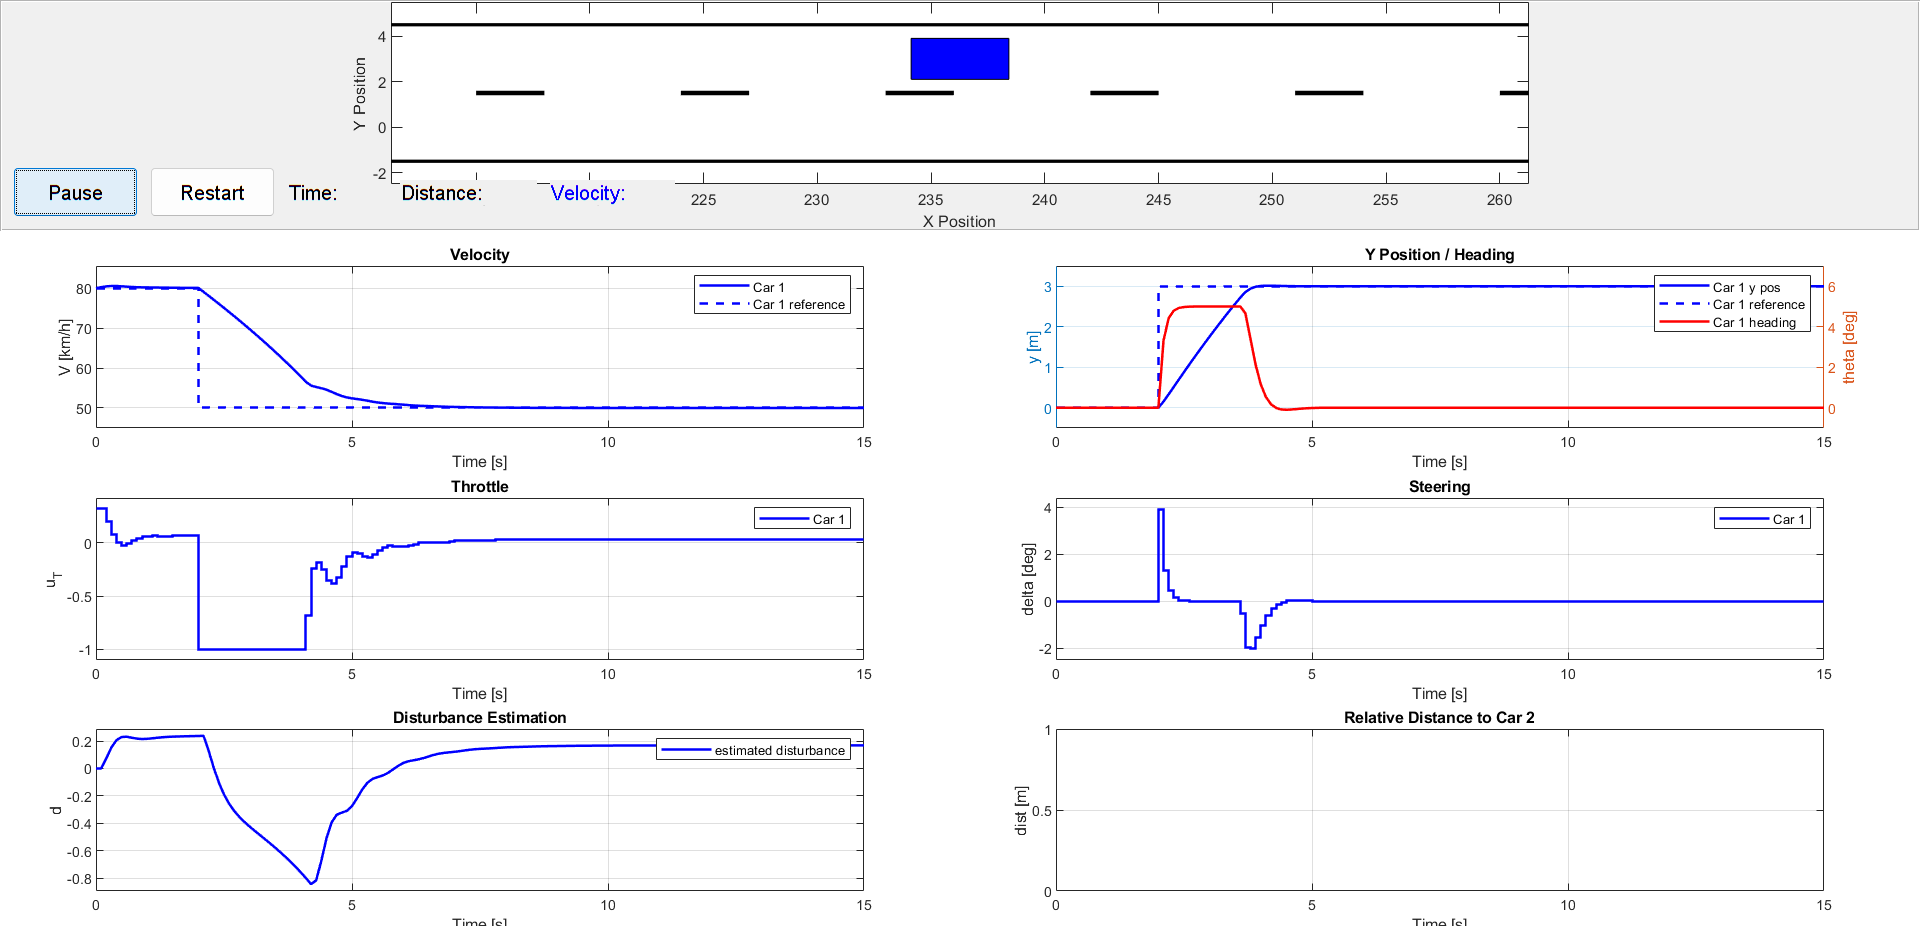 4
2
0
-2
Y Position
Pause
Restart
Time:
Distance:
Velocity:
225
230
235
240
245
250
255
260
X Position
Velocity
80
70
60
50
V [km/h]
Car 1
Car 1 reference
0
5
10
15
Time [s]
Y Position / Heading
3
2
1
0
y [m]
6
4
2
0
theta [deg]
Car 1 y pos
Car 1 reference
Car 1 heading
0
5
10
15
Time [s]
Throttle
0
-0.5
-1
u_T
Car 1
0
5
10
15
Time [s]
Steering
4
2
0
-2
delta [deg]
Car 1
0
5
10
15
Time [s]
Disturbance Estimation
0.2
0
-0.2
-0.4
-0.6
-0.8
d
estimated disturbance
0
5
10
15
Time [s]
Relative Distance to Car 2
1
0.5
0
dist [m]
0
5
10
15
Time [s]